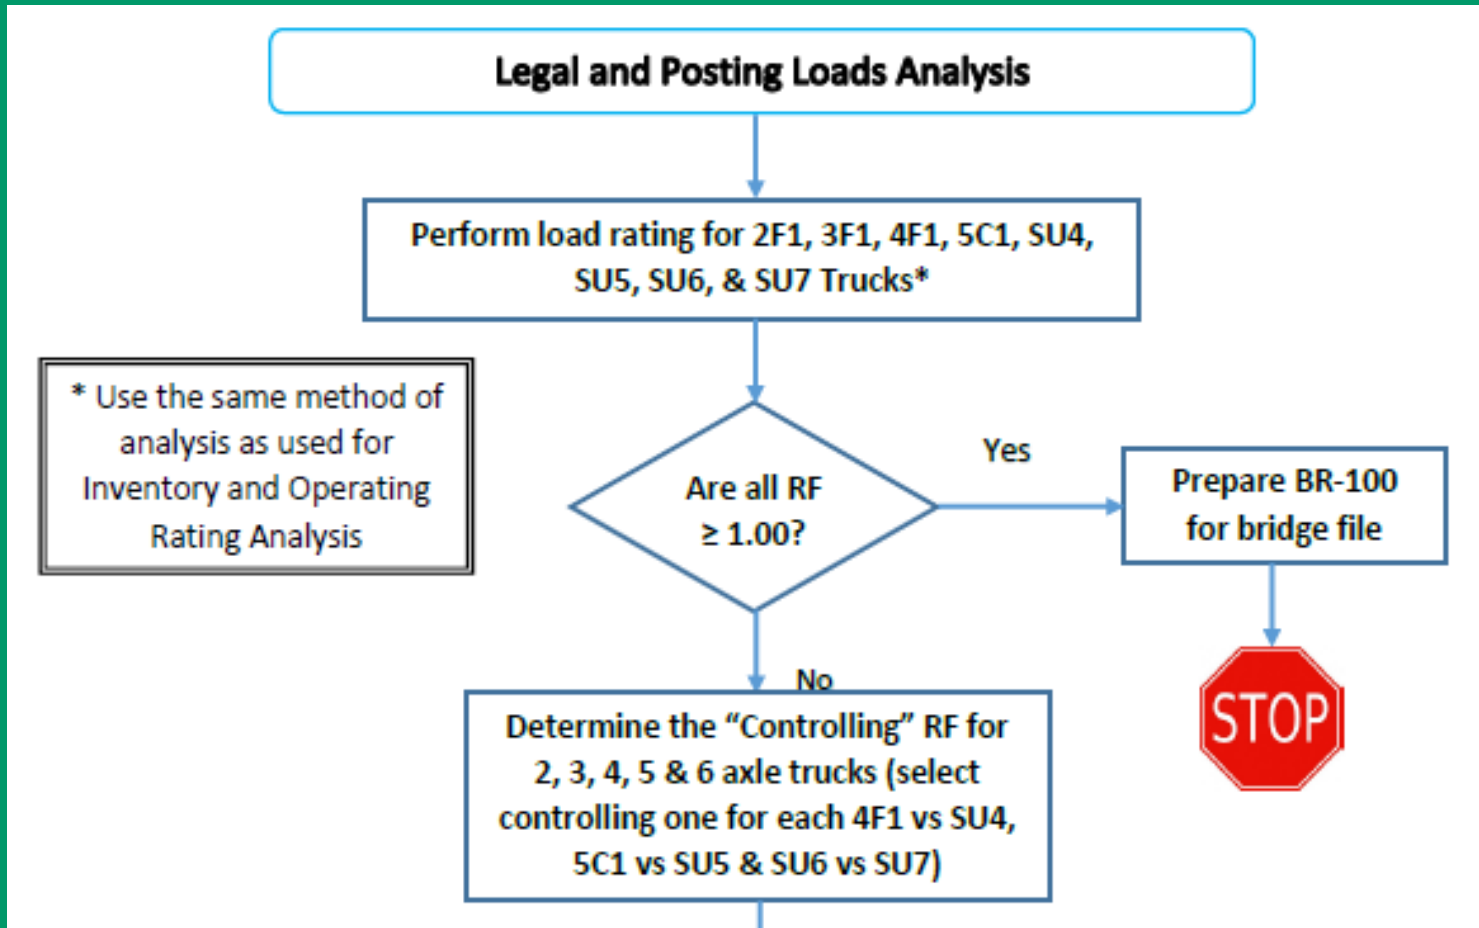 Legal and Posting Loads Analysis
Perform load rating for 2F1, 3F1, 4F1, 5C1, SU4,
SU5, SU6, & SU7 Trucks*
* Use the same method of
analysis as used for
Inventory and Operating
Rating Analysis
Are all RF
≥ 1.00?
Yes
Prepare BR-100
for bridge file
STOP
No
Determine the “Controlling” RF for
2, 3, 4, 5 & 6 axle trucks (select
controlling one for each 4F1 vs SU4,
5C1 vs SU5 & SU6 vs SU7)